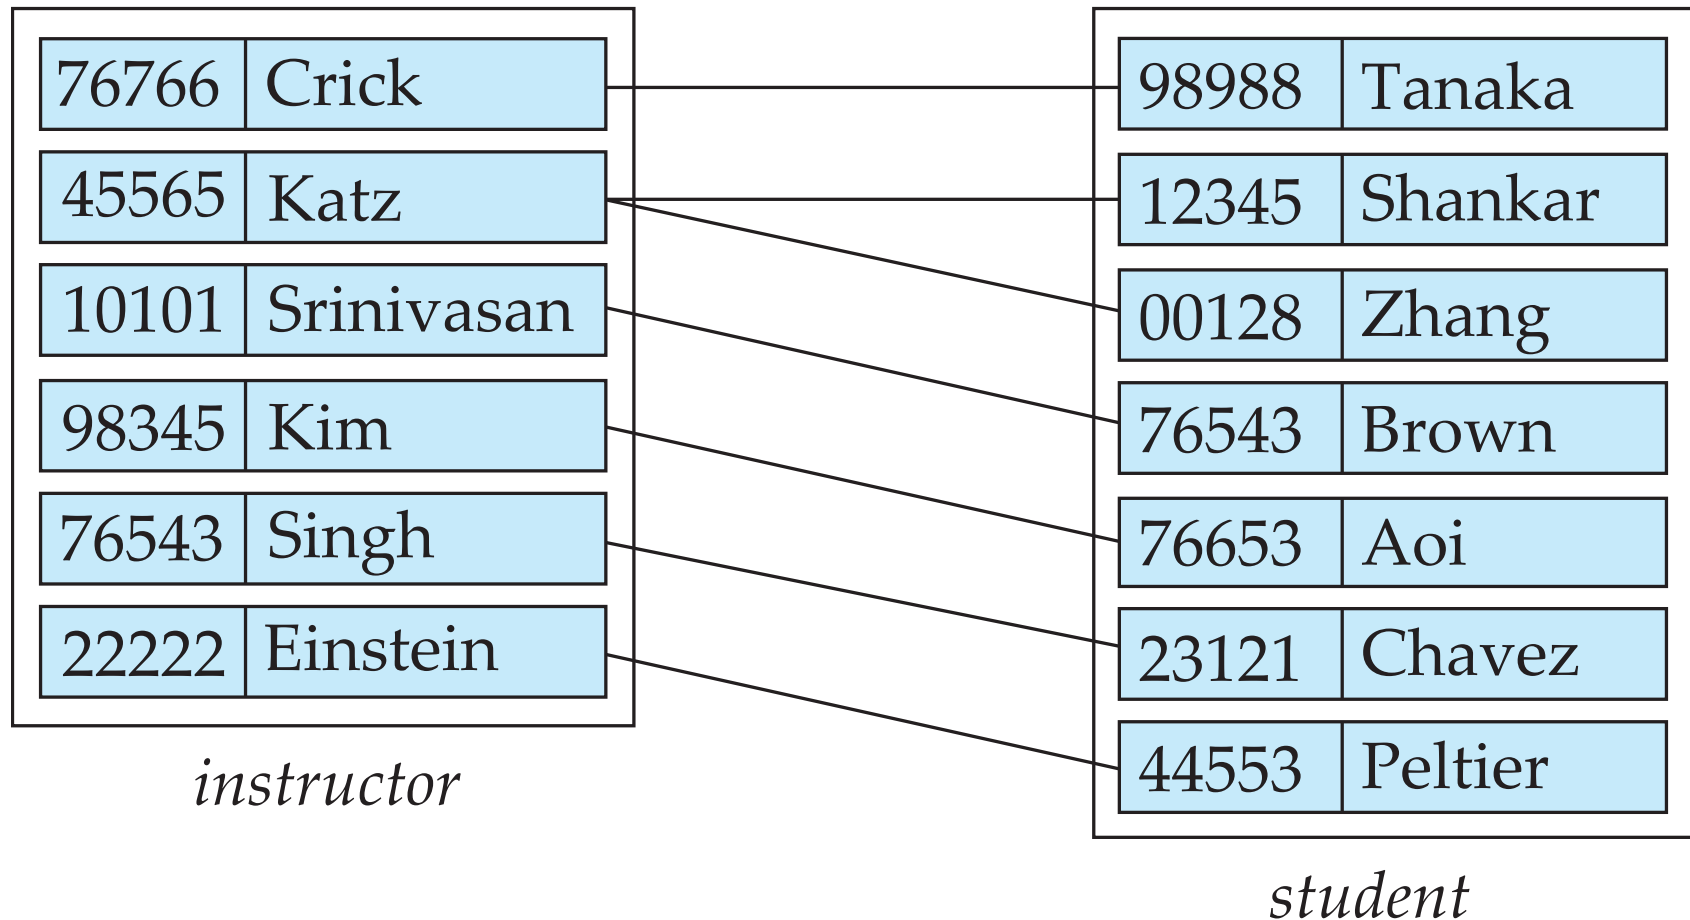 76766 Crick
45565 Katz
10101 Srinivasan
98345 Kim
76543 Singh
22222 Einstein
instructor
98988 Tanaka
12345 Shankar
00128 Zhang
76543 Brown
76653 Aoi
23121 Chavez
44553 Peltier
student